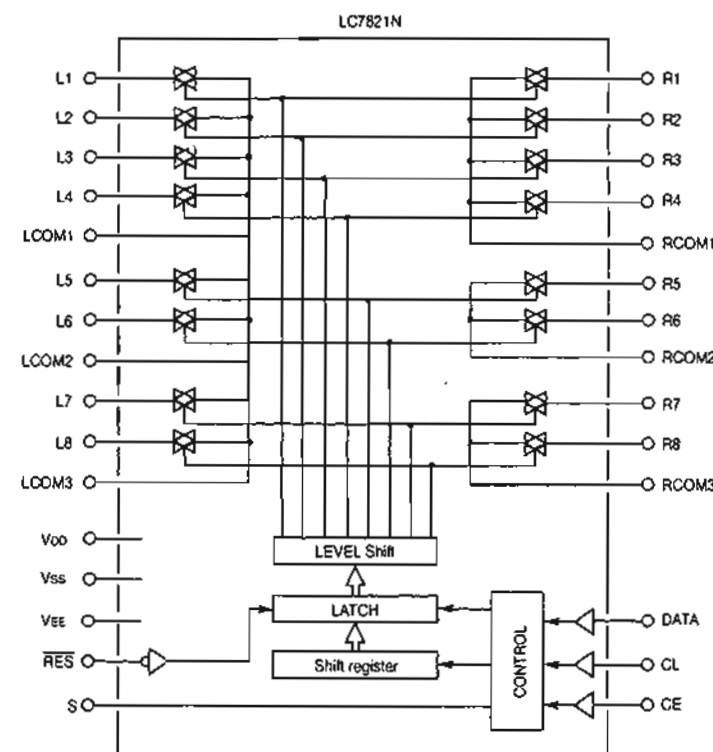 LC7821N
L1
L2
L3
L4
LCOM1
L5
L6
LCOM2
L7
L8
LCOM3
VDD
VSS
VEE
RES
S
R1
R2
R3
R4
RCOM1
R5
R6
RCOM2
R7
R8
RCOM3
LEVEL Shift
LATCH
Shift register
CONTROL
DATA
CL
CE